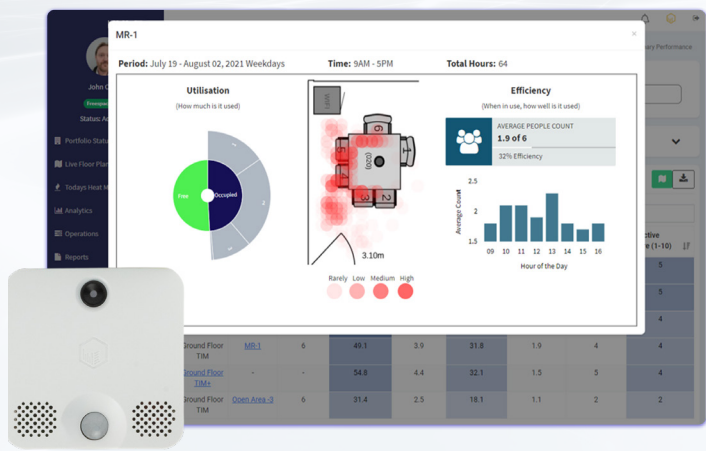 MR-1
×
Period: July 19 - August 02, 2021 Weekdays
Time: 9AM - 5PM
Total Hours: 64
Utilisation
(How much is it used)
Free
Occupied
6
5
4
1
(020)
3
2
3.10m
Rarely
Low
Medium
High
Efficiency
(When in use, how well is it used)
AVERAGE PEOPLE COUNT
1.9 of 6
32% Efficiency
Average Count
2.5
2
1.5
09 10 11 12 13 14 15 16
Hour of the Day
John
Status:
Portfolio
Live Floor Plan
Todays Heat
Analytics
Operations
Reports
Performance
(1-10)
5
5
4
Ground Floor TIM MR-1 6 49.1 3.9 31.8 1.9 4 4
Ground Floor TIM+ - - 54.8 4.4 32.1 1.5 5 4
Ground Floor TIM Open Area -3 6 31.4 2.5 18.1 1.1 2 2